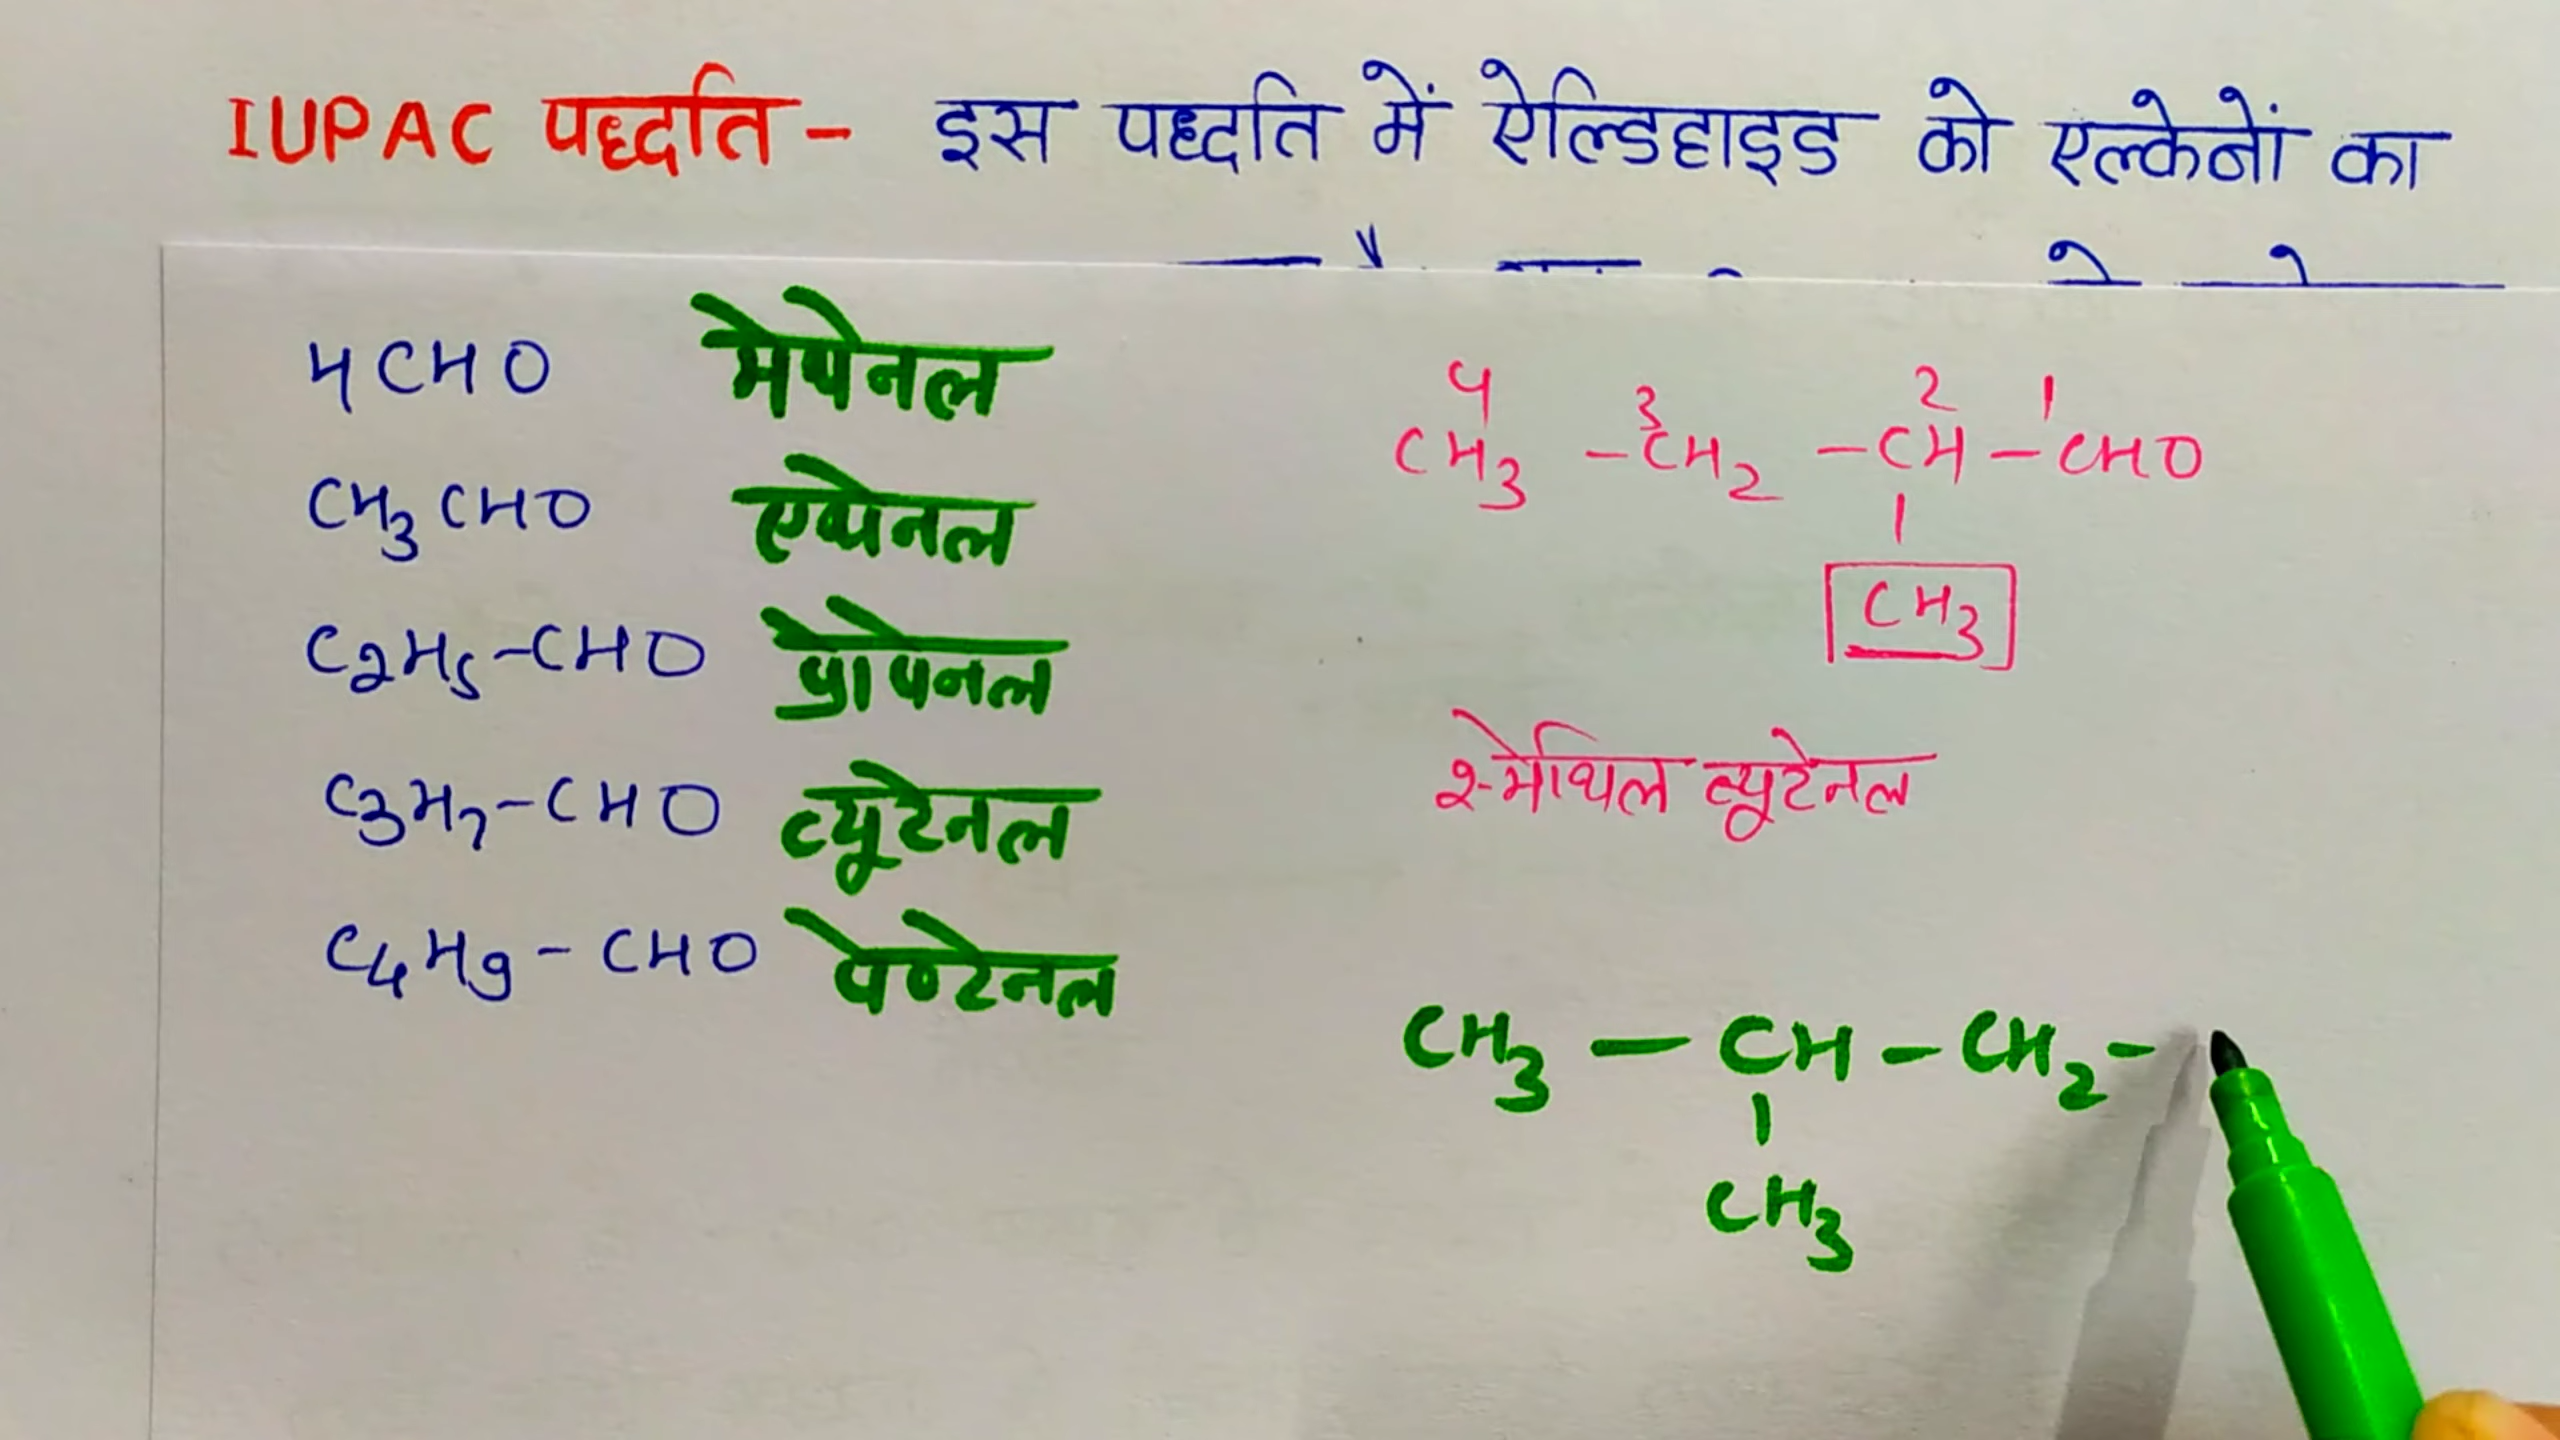 IUPAC पद्धति - इस पद्धति में ऐल्डिहाइड को एल्केनों का
HCHO मेथेनल
CH3CHO एथेनल
C2H5-CHO प्रोपेनल
C3H7-CHO ब्यूटेनल
C4H9-CHO पेण्टेनल
4 3 2 1
CH3 - CH2 - CH - CHO
|
CH3
2-मेथिल ब्यूटेनल
CH3 - CH - CH2 -
|
CH3